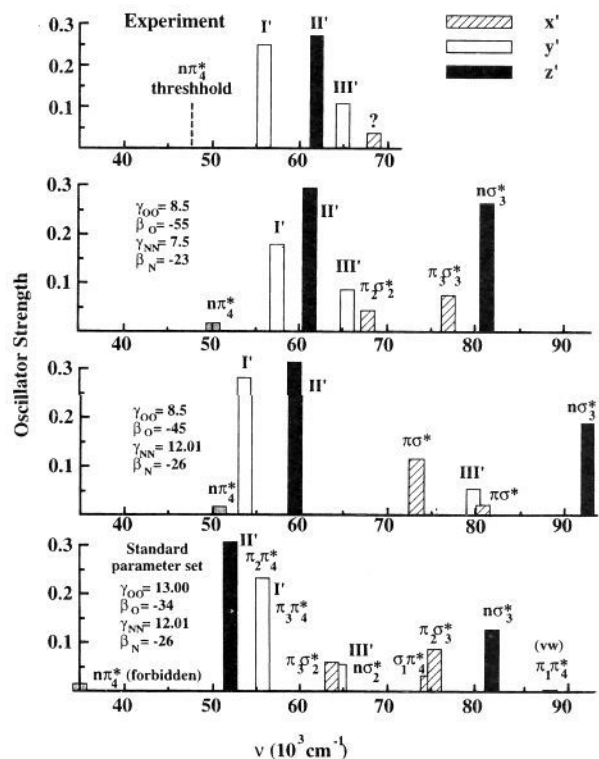 Experiment
x'
y'
z'
I'
II'
III'
?
nπ*4
threshhold
0.3
0.2
0.1
40
50
60
70
γOO= 8.5
βO= -55
γNN= 7.5
βN= -23
nπ*4
I'
II'
III'
π2σ*2
π3σ*3
nσ*3
0.3
0.2
0.1
40
50
60
70
80
90
Oscillator Strength
γOO= 8.5
βO= -45
γNN= 12.01
βN= -26
nπ*4
I'
II'
πσ*
III'
πσ*
nσ*3
0.3
0.2
0.1
40
50
60
70
80
90
Standard
parameter set
γOO= 13.00
βO= -34
γNN= 12.01
βN= -26
nπ*4 (forbidden)
II'
π2π*4
I'
π3π*4
π3σ*2
III'
nσ*2
σ1π*4
π2σ*3
nσ*3
(vw)
π1π*4
0.3
0.2
0.1
40
50
60
70
80
90
ν (10³cm⁻¹)